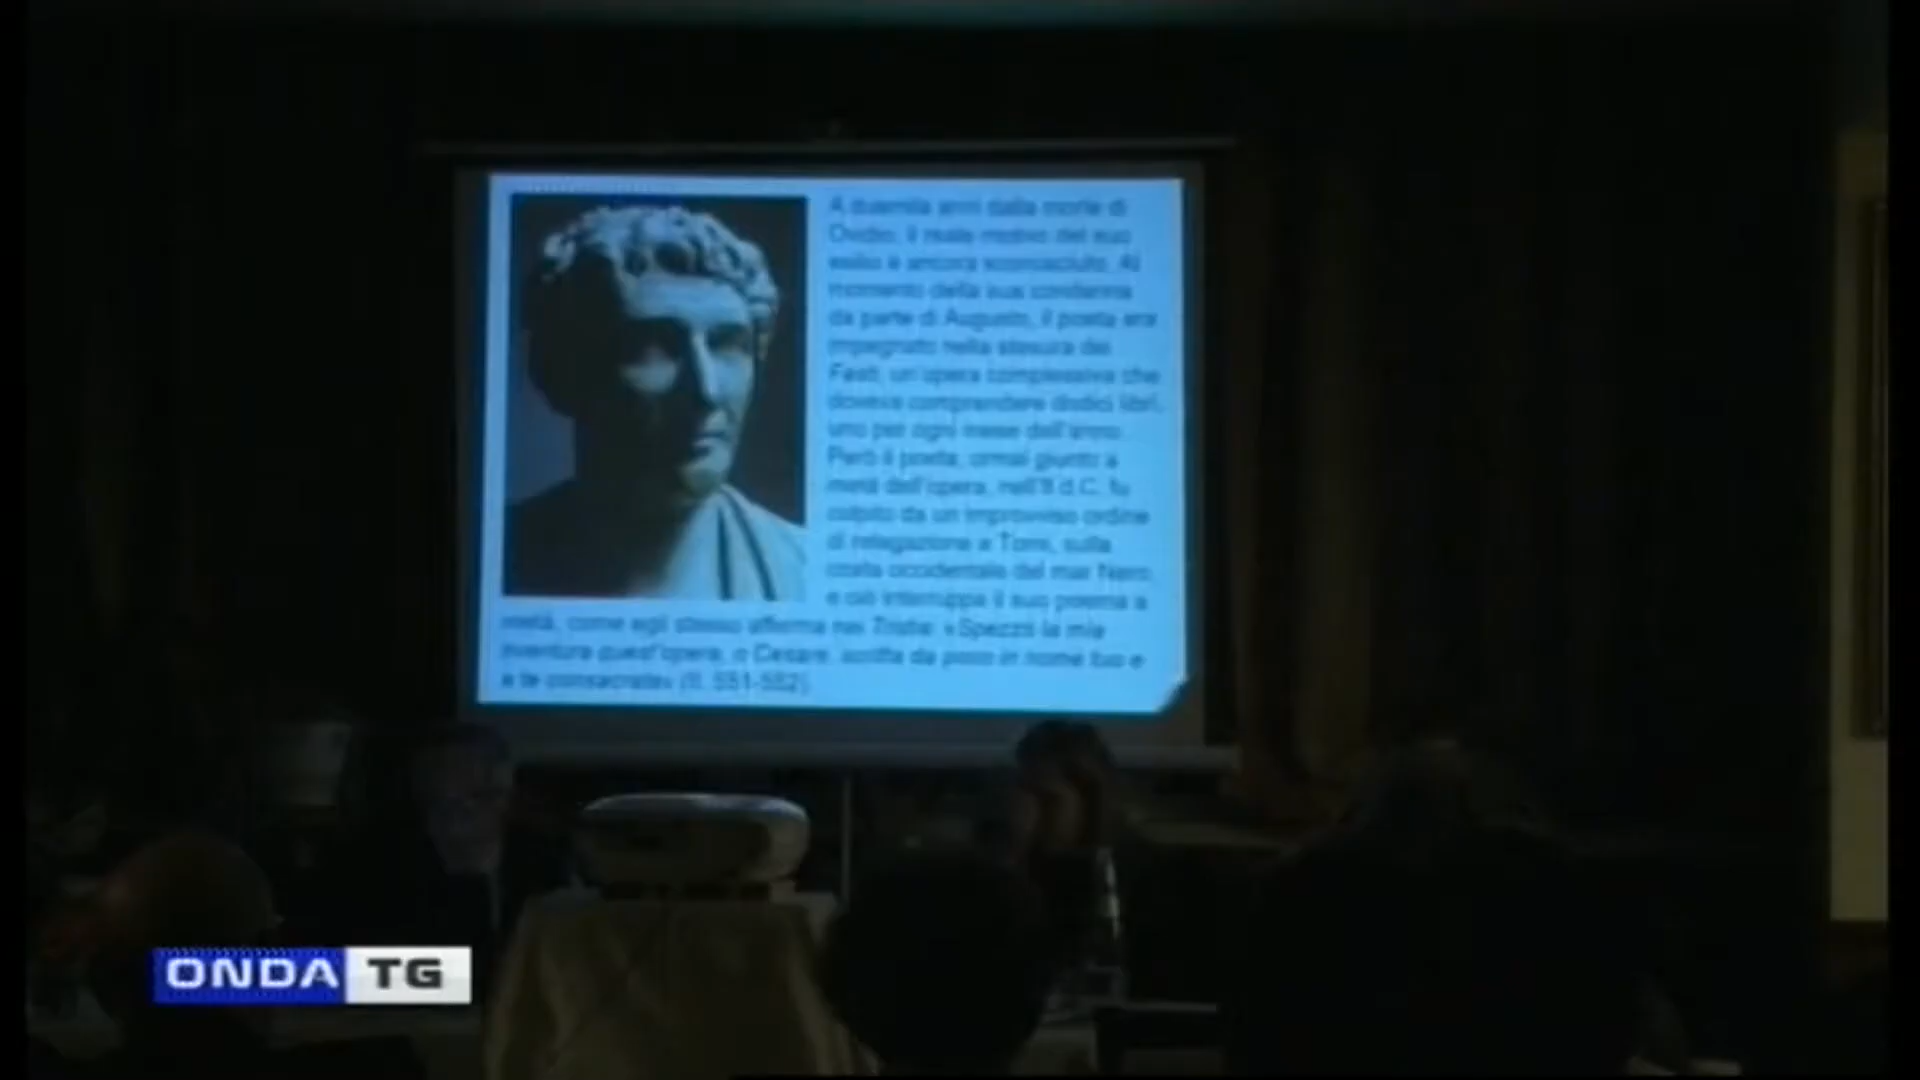 A duemila anni dalla morte di
Ovidio, il reale motivo del suo
esilio è ancora sconosciuto. Al
momento della sua condanna
da parte di Augusto, il poeta era
impegnato nella stesura dei
Fasti, un'opera complessiva che
doveva comprendere dodici libri,
uno per ogni mese dell'anno.
Però il poeta, ormai giunto a
metà dell'opera, nell'8 d.C. fu
colpito da un improvviso ordine
di relegazione a Tomi, sulla
costa occidentale del mar Nero,
e ciò interruppe il suo poema a
metà, come egli stesso afferma nei Tristia: «Spezzò la mia
sventura quest'opera, o Cesare, scritta da poco in nome tuo e
a te consacrata» (II, 551-552).
ONDA TG